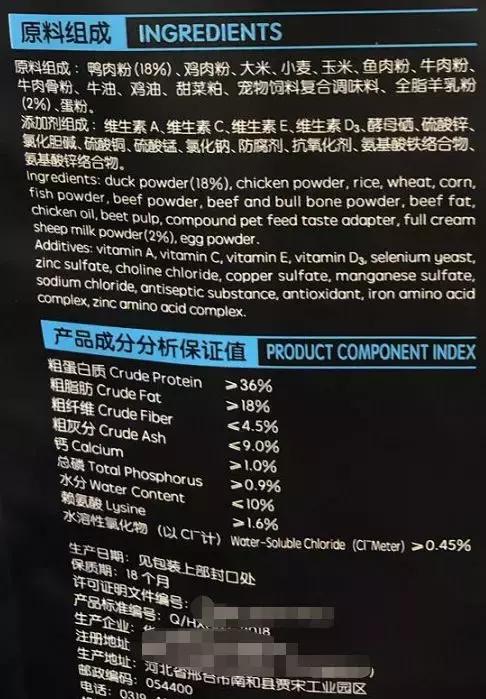 原料组成 INGREDIENTS
原料组成：鸭肉粉(18%)、鸡肉粉、大米、小麦、玉米、鱼肉粉、牛肉粉、
牛肉骨粉、牛油、鸡油、甜菜粕、宠物饲料复合调味料、全脂羊乳粉
(2%)、蛋粉。
添加剂组成：维生素A、维生素C、维生素E、维生素D₃、酵母硒、硫酸锌、
氯化胆碱、硫酸铜、硫酸锰、氯化钠、防腐剂、抗氧化剂、氨基酸铁络合物、
氨基酸锌络合物。
Ingredients: duck powder(18%), chicken powder, rice, wheat, corn,
fish powder, beef powder, beef and bull bone powder, beef fat,
chicken oil, beet pulp, compound pet feed taste adapter, full cream
sheep milk powder(2%), egg powder.
Additives: vitamin A, vitamin C, vitamin E, vitamin D₃, selenium yeast,
zinc sulfate, choline chloride, copper sulfate, manganese sulfate,
sodium chloride, antiseptic substance, antioxidant, iron amino acid
complex, zinc amino acid complex.
产品成分分析保证值 PRODUCT COMPONENT INDEX
粗蛋白质 Crude Protein ≥36%
粗脂肪 Crude Fat ≥18%
粗纤维 Crude Fiber ≤4.5%
粗灰分 Crude Ash ≤9.0%
钙 Calcium ≥1.0%
总磷 Total Phosphorus ≥0.9%
水分 Water Content ≤10%
赖氨酸 Lysine ≥1.6%
水溶性氯化物（以 Cl⁻计）Water-Soluble Chloride (Cl⁻Meter) ≥0.45%
生产日期：见包装上部封口处
保质期：18个月
许可证明文件编号：
产品标准编号：Q/HX 2018
生产企业：
注册地址
生产地址：河北省邢台市南和县贾宋工业园区
邮政编码：054400
电话：0319